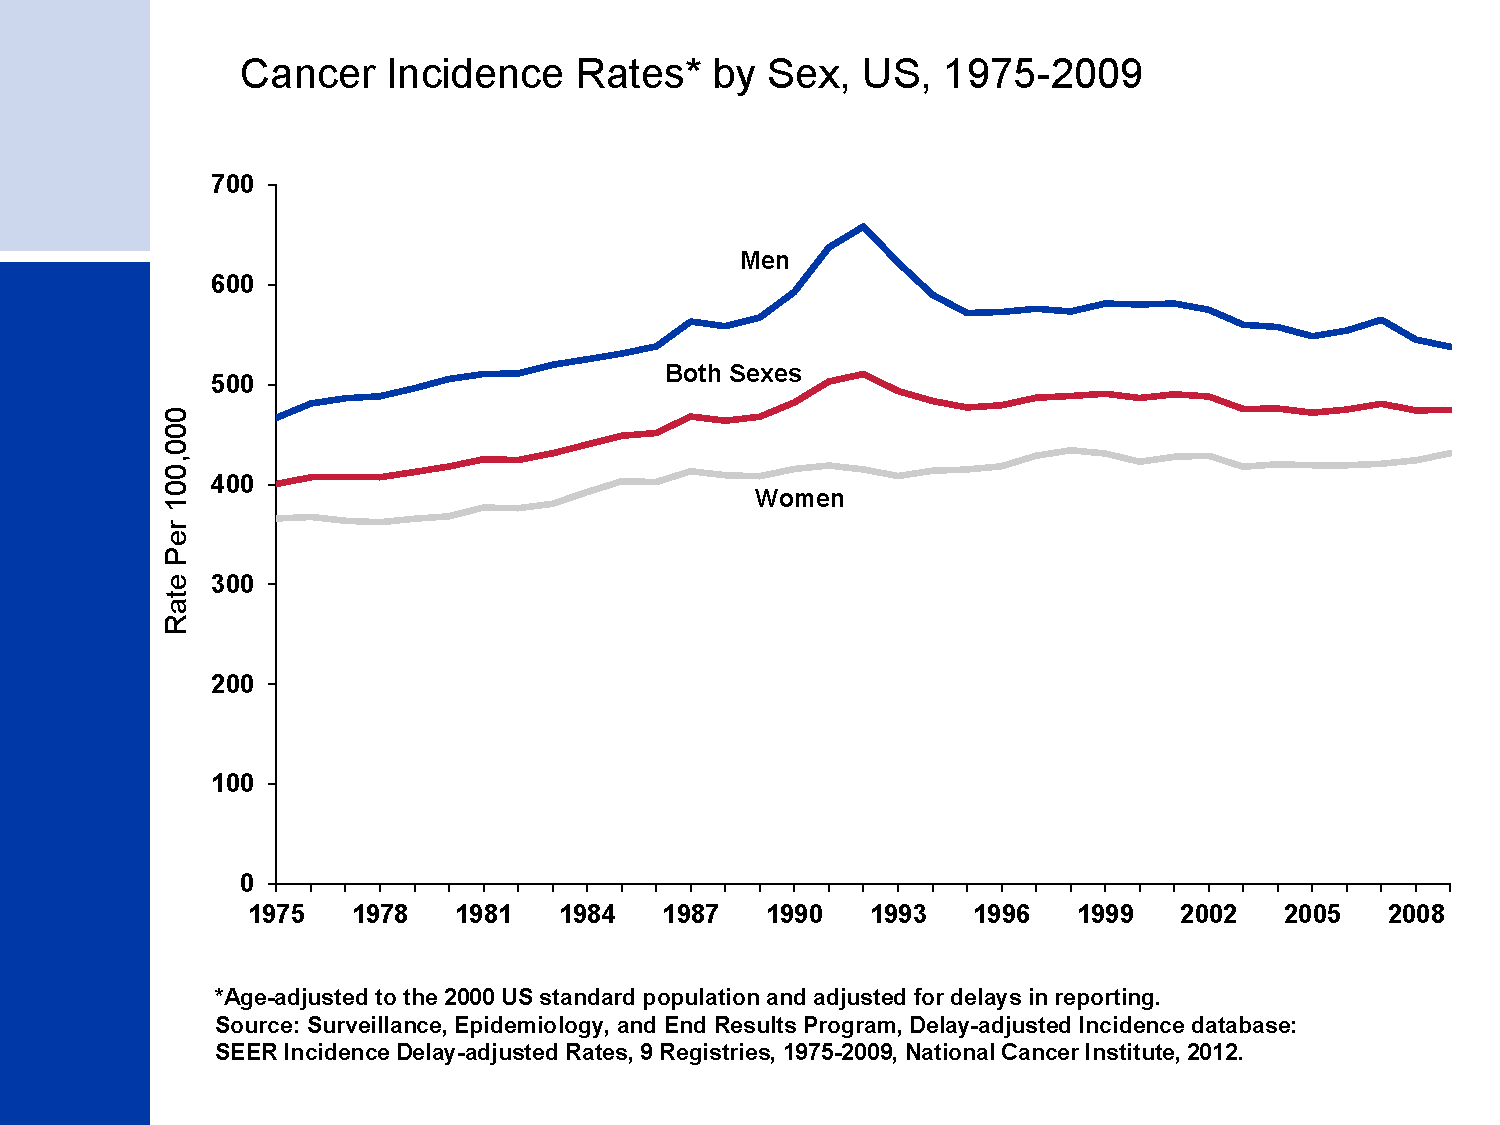 Cancer Incidence Rates* by Sex, US, 1975-2009
700
600
500
400
300
200
100
0
Rate Per 100,000
Men
Both Sexes
Women
1975 1978 1981 1984 1987 1990 1993 1996 1999 2002 2005 2008
*Age-adjusted to the 2000 US standard population and adjusted for delays in reporting.
Source: Surveillance, Epidemiology, and End Results Program, Delay-adjusted Incidence database:
SEER Incidence Delay-adjusted Rates, 9 Registries, 1975-2009, National Cancer Institute, 2012.